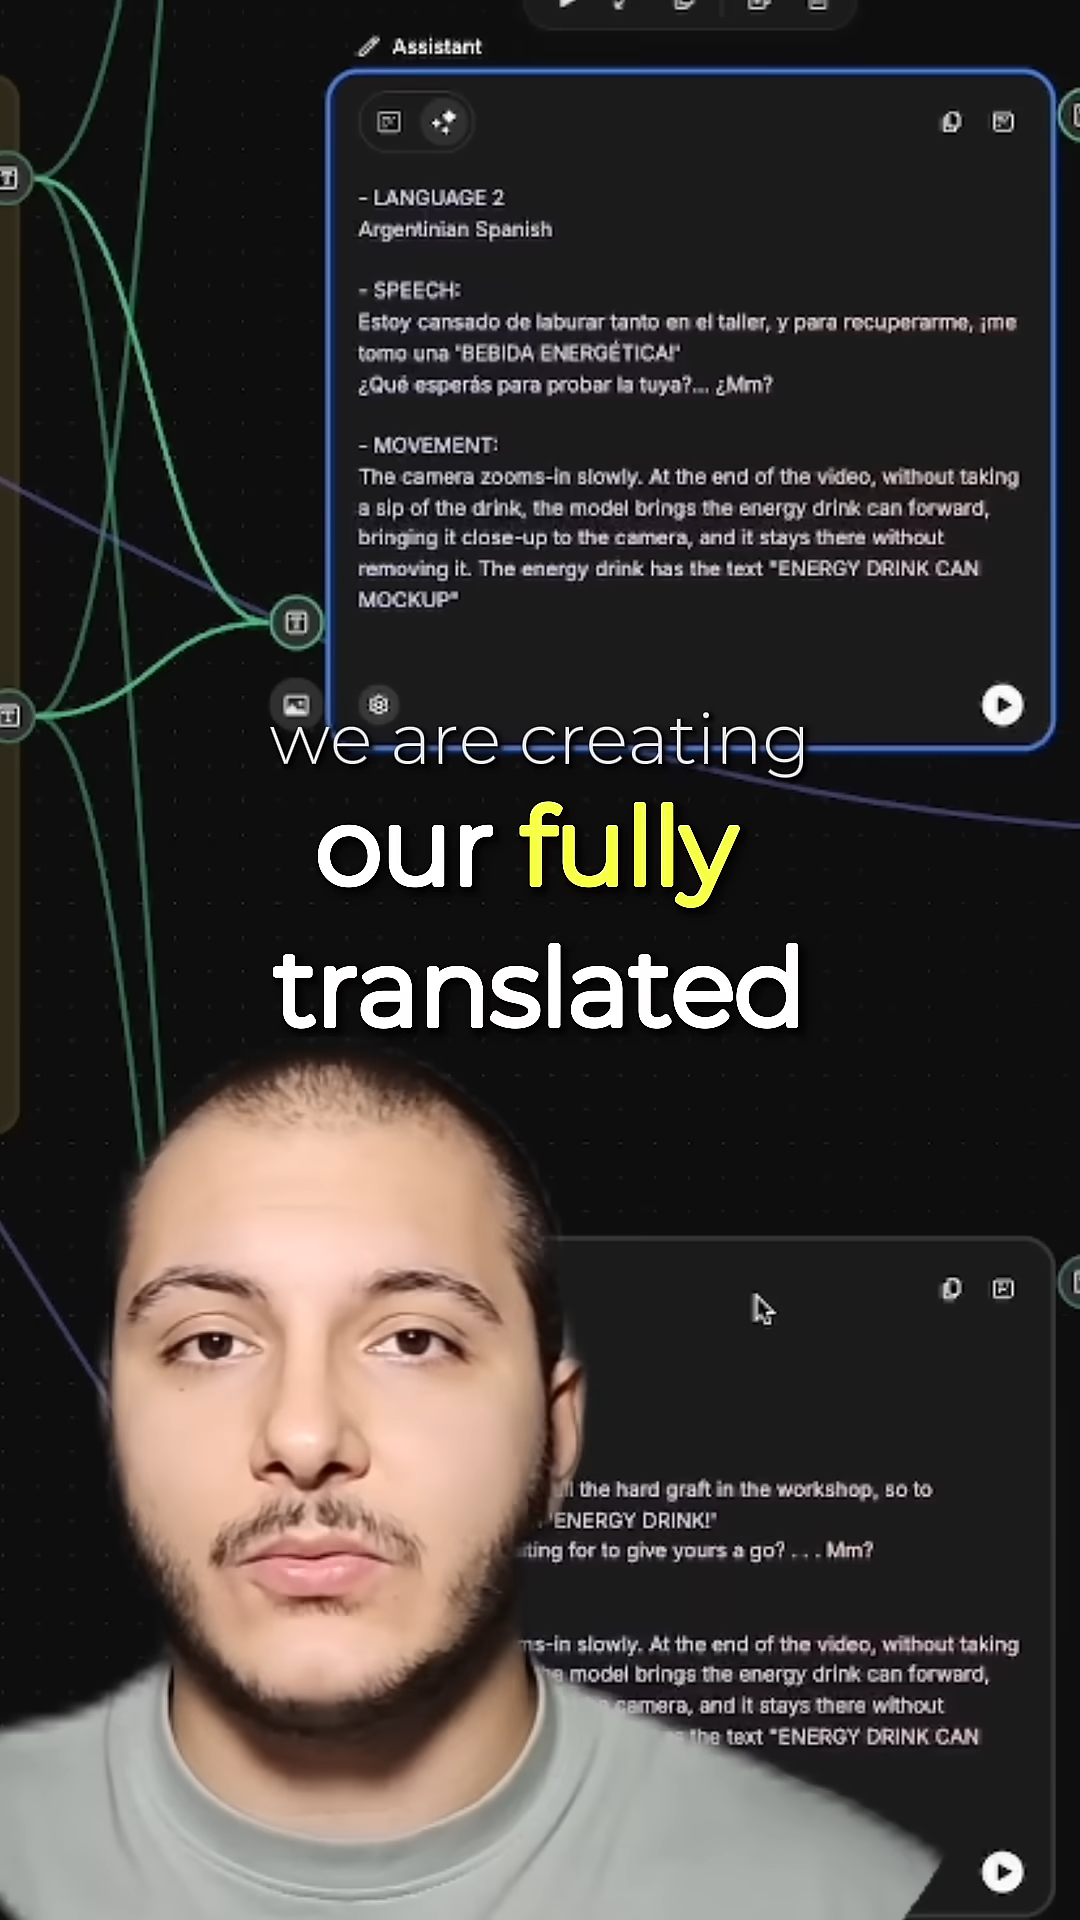 Assistant
- LANGUAGE 2
Argentinian Spanish
- SPEECH:
Estoy cansado de laburar tanto en el taller, y para recuperarme, ¡me
tomo una "BEBIDA ENERGÉTICA!"
¿Qué esperás para probar la tuya?... ¿Mm?
- MOVEMENT:
The camera zooms-in slowly. At the end of the video, without taking
a sip of the drink, the model brings the energy drink can forward,
bringing it close-up to the camera, and it stays there without
removing it. The energy drink has the text "ENERGY DRINK CAN
MOCKUP"
we are creating
our fully
translated
the hard graft in the workshop, so to
"ENERGY DRINK!"
for to give yours a go? . . . Mm?
slowly. At the end of the video, without taking
model brings the energy drink can forward,
camera, and it stays there without
the text "ENERGY DRINK CAN